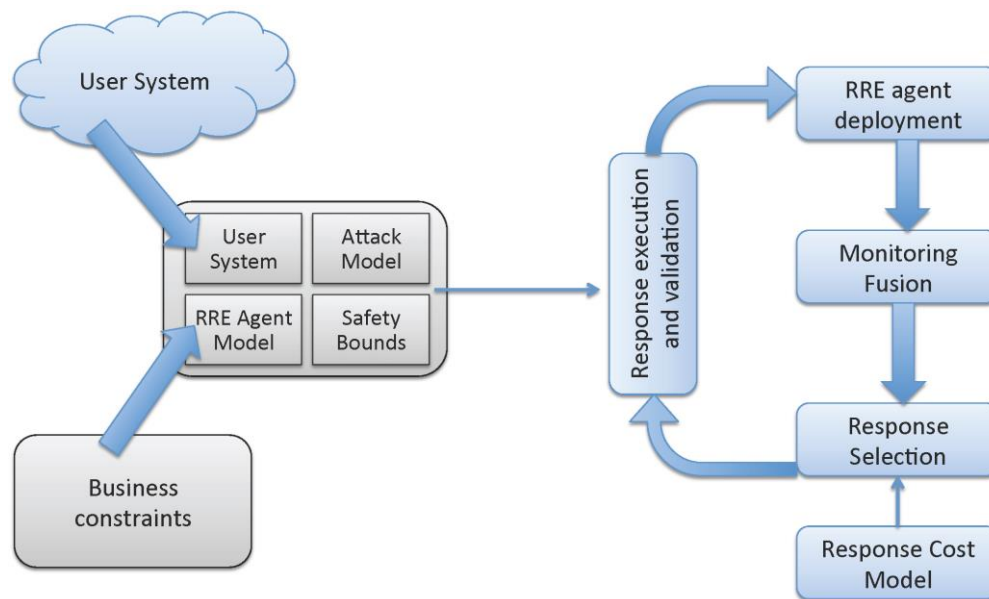 User System
User
System
Attack
Model
RRE Agent
Model
Safety
Bounds
Business
constraints
Response execution
and validation
RRE agent
deployment
Monitoring
Fusion
Response
Selection
Response Cost
Model